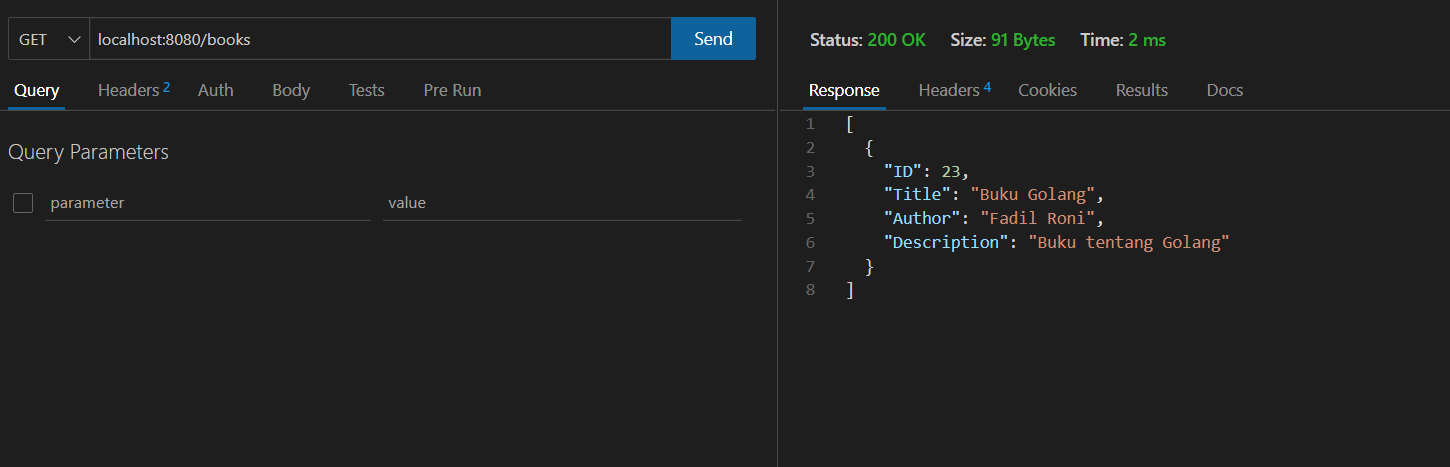 GET localhost:8080/books Send
Query Headers 2 Auth Body Tests Pre Run
Query Parameters
parameter value
Status: 200 OK Size: 91 Bytes Time: 2 ms
Response Headers 4 Cookies Results Docs
1 [
2 {
3 "ID": 23,
4 "Title": "Buku Golang",
5 "Author": "Fadil Roni",
6 "Description": "Buku tentang Golang"
7 }
8 ]